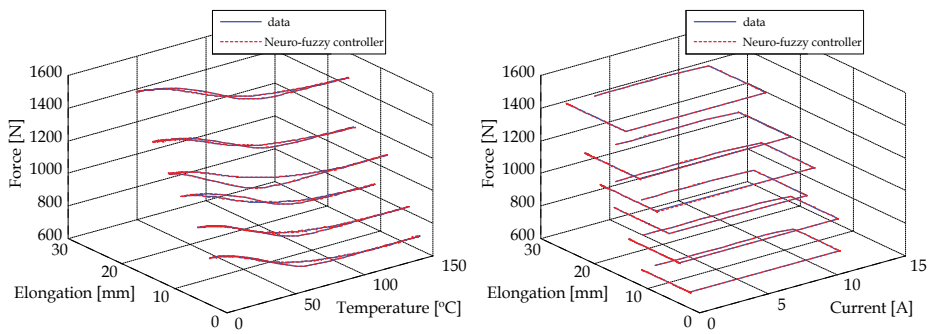 data
Neuro-fuzzy controller
1600
1400
1200
1000
800
600
Force [N]
30
20
10
0
Elongation [mm]
0
50
100
150
Temperature [ºC]
data
Neuro-fuzzy controller
1600
1400
1200
1000
800
600
Force [N]
30
20
10
0
Elongation [mm]
0
5
10
15
Current [A]